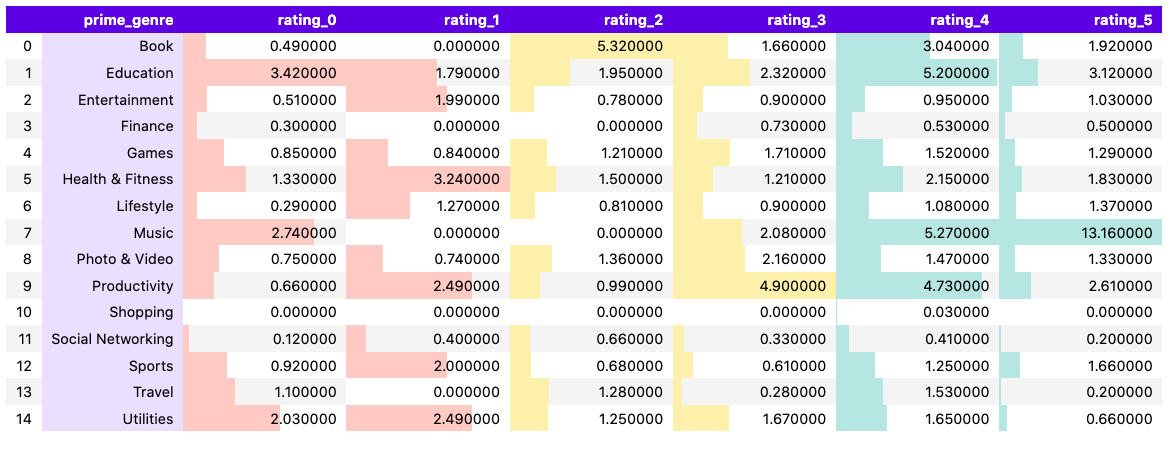 prime_genre rating_0 rating_1 rating_2 rating_3 rating_4 rating_5
0 Book 0.490000 0.000000 5.320000 1.660000 3.040000 1.920000
1 Education 3.420000 1.790000 1.950000 2.320000 5.200000 3.120000
2 Entertainment 0.510000 1.990000 0.780000 0.900000 0.950000 1.030000
3 Finance 0.300000 0.000000 0.000000 0.730000 0.530000 0.500000
4 Games 0.850000 0.840000 1.210000 1.710000 1.520000 1.290000
5 Health & Fitness 1.330000 3.240000 1.500000 1.210000 2.150000 1.830000
6 Lifestyle 0.290000 1.270000 0.810000 0.900000 1.080000 1.370000
7 Music 2.740000 0.000000 0.000000 2.080000 5.270000 13.160000
8 Photo & Video 0.750000 0.740000 1.360000 2.160000 1.470000 1.330000
9 Productivity 0.660000 2.490000 0.990000 4.900000 4.730000 2.610000
10 Shopping 0.000000 0.000000 0.000000 0.000000 0.030000 0.000000
11 Social Networking 0.120000 0.400000 0.660000 0.330000 0.410000 0.200000
12 Sports 0.920000 2.000000 0.680000 0.610000 1.250000 1.660000
13 Travel 1.100000 0.000000 1.280000 0.280000 1.530000 0.200000
14 Utilities 2.030000 2.490000 1.250000 1.670000 1.650000 0.660000